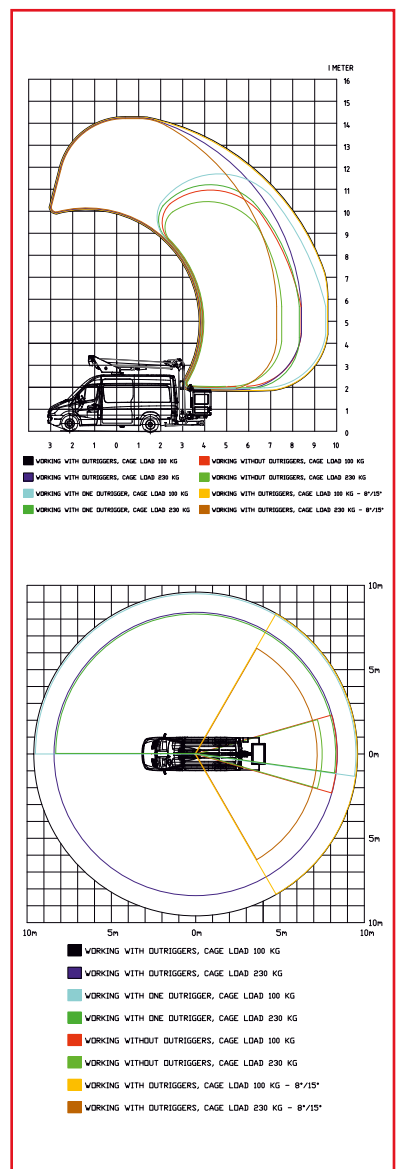 1 METER
16
15
14
13
12
11
10
9
8
7
6
5
4
3
2
1
0
3 2 1 0 1 2 3 4 5 6 7 8 9 10
WORKING WITH OUTRIGGERS, CAGE LOAD 100 KG WORKING WITHOUT OUTRIGGERS, CAGE LOAD 100 KG
WORKING WITH OUTRIGGERS, CAGE LOAD 230 KG WORKING WITHOUT OUTRIGGERS, CAGE LOAD 230 KG
WORKING WITH ONE OUTRIGGER, CAGE LOAD 100 KG WORKING WITH OUTRIGGERS, CAGE LOAD 100 KG - 8°/15°
WORKING WITH ONE OUTRIGGER, CAGE LOAD 230 KG WORKING WITH OUTRIGGERS, CAGE LOAD 230 KG - 8°/15°
10m
5m
0m
5m
10m
10m 5m 0m 5m 10m
WORKING WITH OUTRIGGERS, CAGE LOAD 100 KG
WORKING WITH OUTRIGGERS, CAGE LOAD 230 KG
WORKING WITH ONE OUTRIGGER, CAGE LOAD 100 KG
WORKING WITH ONE OUTRIGGER, CAGE LOAD 230 KG
WORKING WITHOUT OUTRIGGERS, CAGE LOAD 100 KG
WORKING WITHOUT OUTRIGGERS, CAGE LOAD 230 KG
WORKING WITH OUTRIGGERS, CAGE LOAD 100 KG - 8°/15°
WORKING WITH OUTRIGGERS, CAGE LOAD 230 KG - 8°/15°